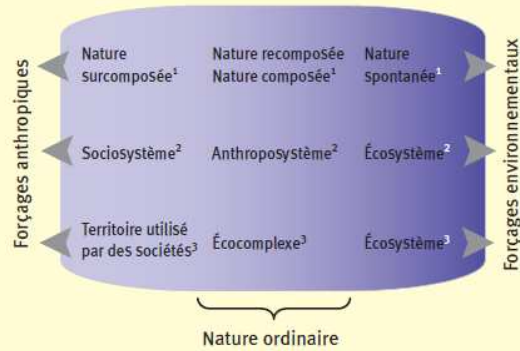 Forçages anthropiques
Nature
surcomposée¹
Nature recomposée
Nature composée¹
Nature
spontanée¹
Sociosystème²
Anthroposystème²
Écosystème²
Territoire utilisé
par des sociétés³
Écocomplexe³
Écosystème³
Forçages environnementaux
Nature ordinaire